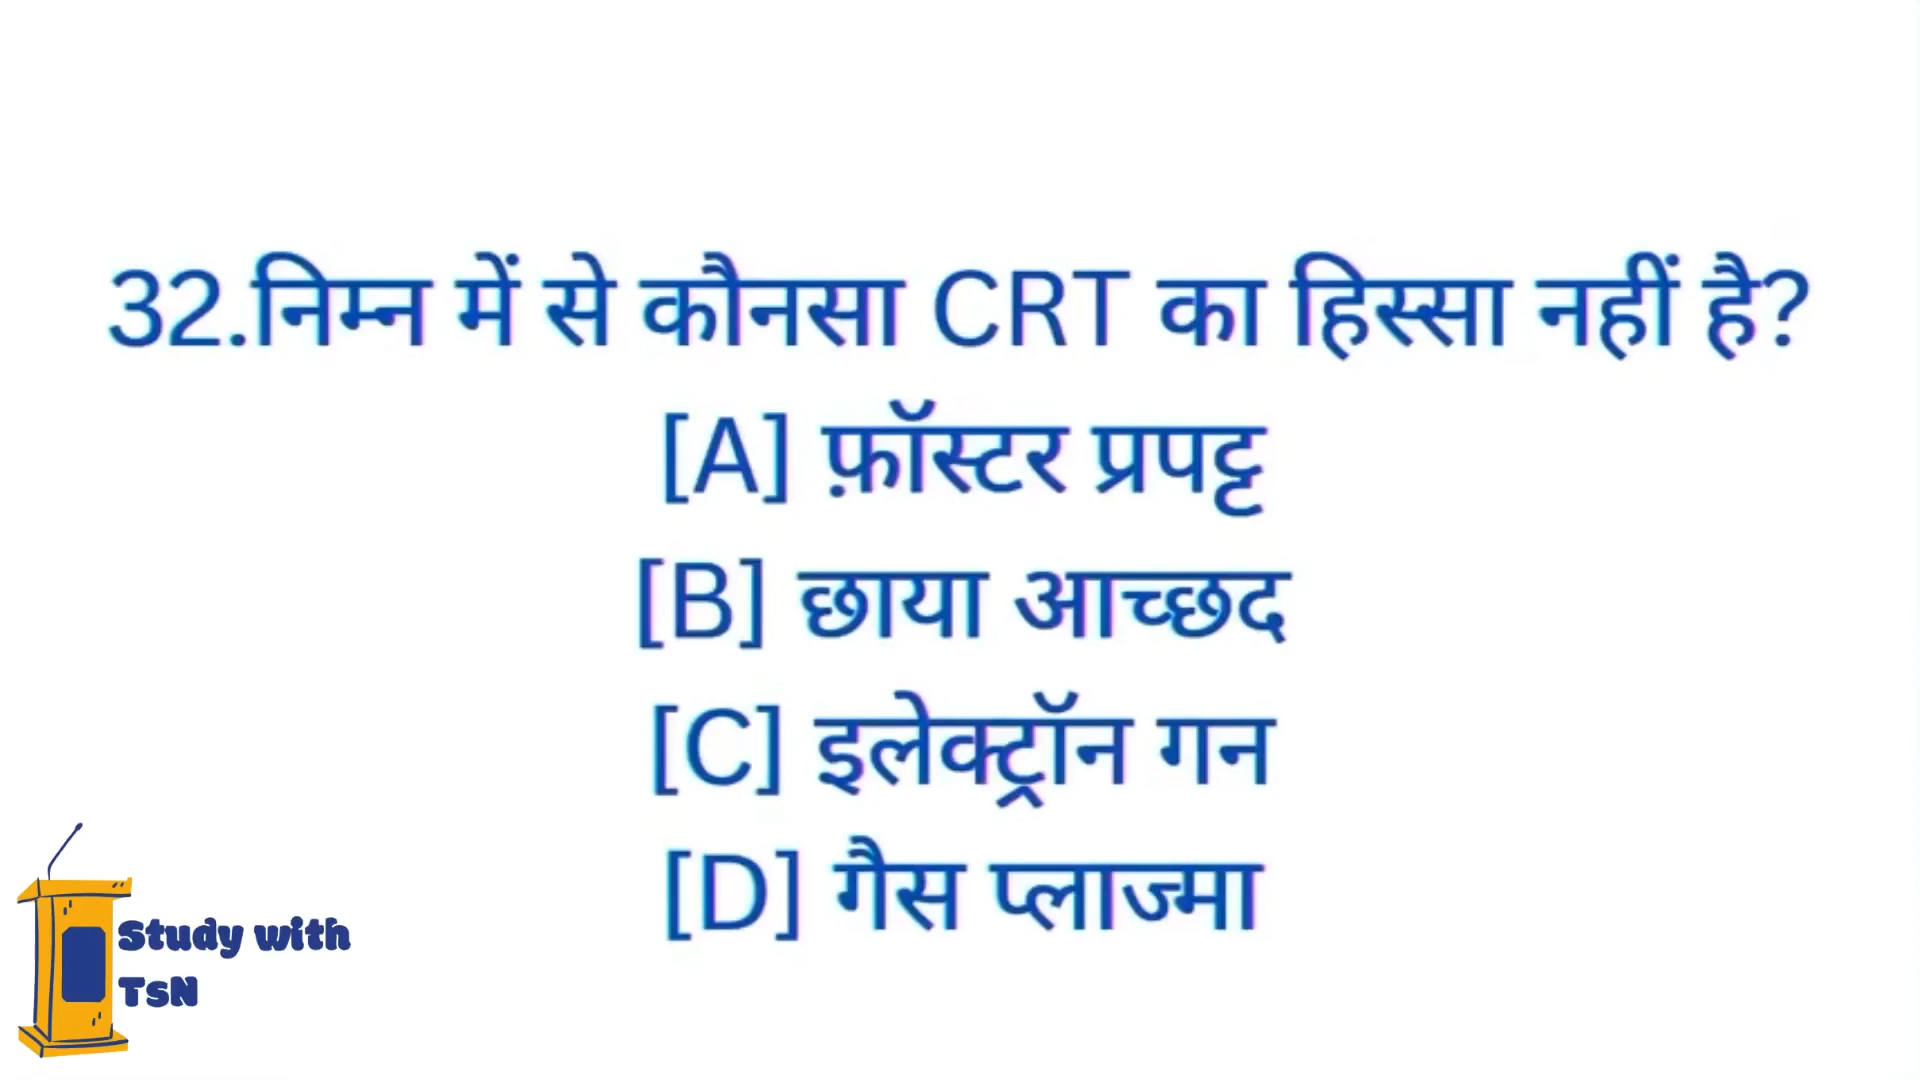 32.निम्न में से कौनसा CRT का हिस्सा नहीं है?
[A] फ़ॉस्टर प्रपट्ट
[B] छाया आच्छद
[C] इलेक्ट्रॉन गन
[D] गैस प्लाज्मा
Study with
TsN